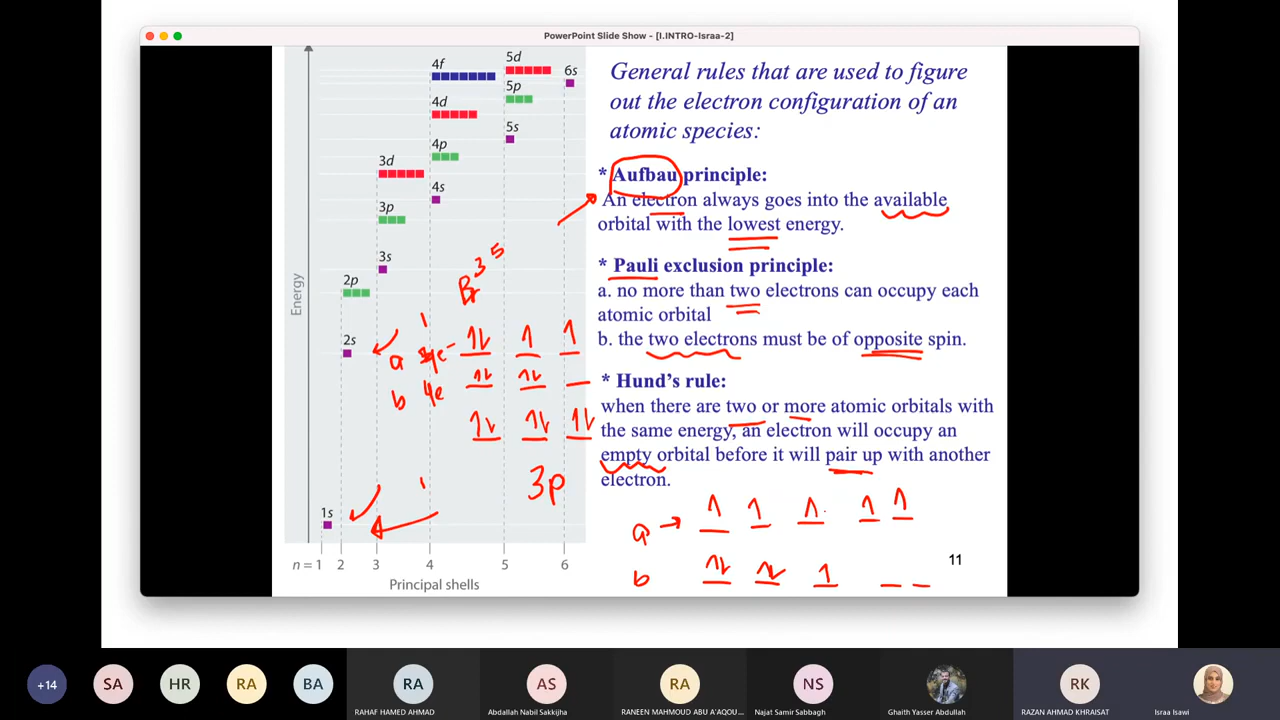 PowerPoint Slide Show - [I.INTRO-Israa-2]
General rules that are used to figure
out the electron configuration of an
atomic species:
* Aufbau principle:
An electron always goes into the available
orbital with the lowest energy.
* Pauli exclusion principle:
a. no more than two electrons can occupy each
atomic orbital
b. the two electrons must be of opposite spin.
* Hund's rule:
when there are two or more atomic orbitals with
the same energy, an electron will occupy an
empty orbital before it will pair up with another
electron.
11
4f
5d
6s
5p
4d
5s
4p
3d
4s
3p
3s
2p
2s
1s
Energy
n = 1 2 3 4 5 6
Principal shells
Br 35
a 4e-
b 4e
3p
a
b
+14
SA
HR
RA
BA
RA
RAHAF HAMED AHMAD
AS
Abdallah Nabil Sakkijha
RA
RANEEN MAHMOUD ABU A'AQOU...
NS
Najat Samir Sabbagh
Ghaith Yasser Abdullah
RK
RAZAN AHMAD KHRAISAT
Israa Isawi